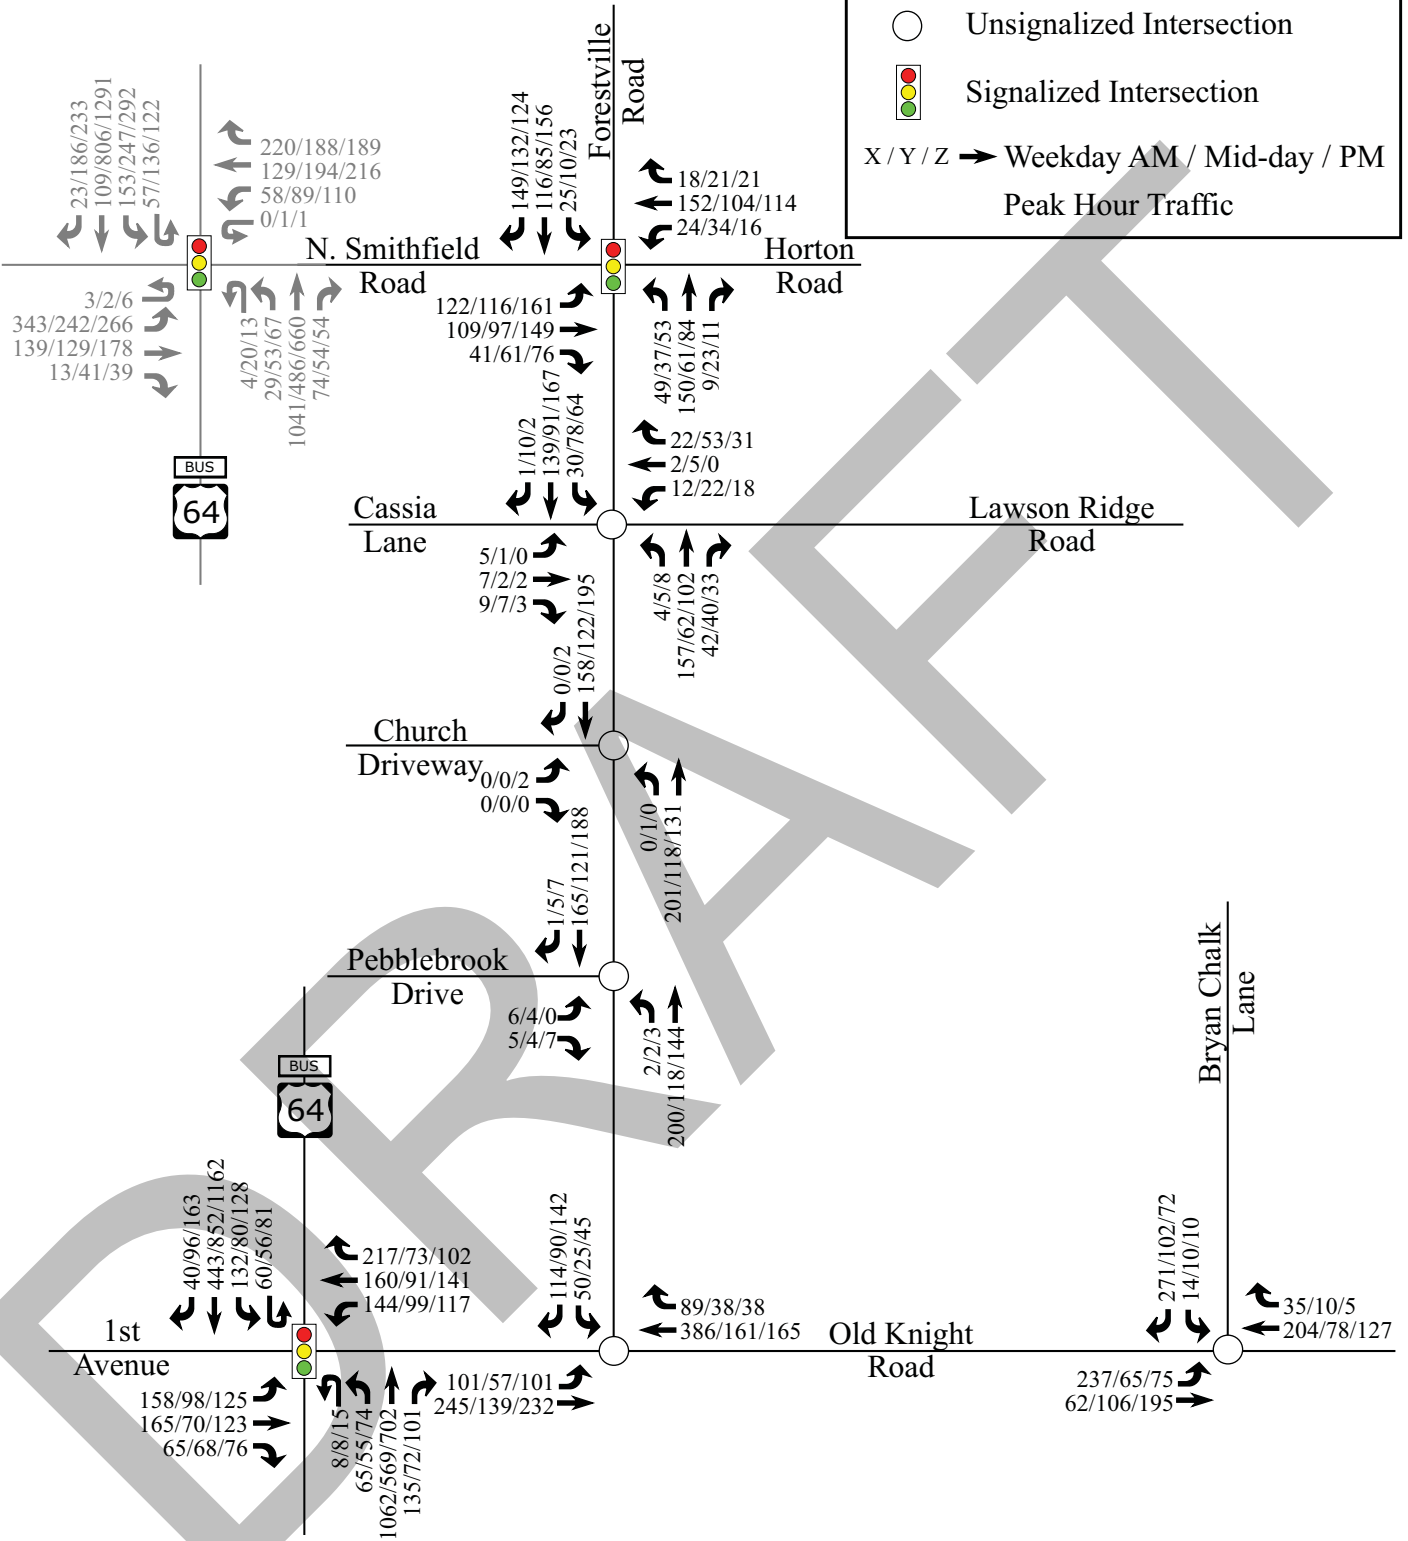 Unsignalized Intersection
Signalized Intersection
X / Y / Z Weekday AM / Mid-day / PM
Peak Hour Traffic
Forestville
Road
23/186/233
109/806/1291
153/247/292
57/136/122
220/188/189
129/194/216
58/89/110
0/1/1
3/2/6
343/242/266
139/129/178
13/41/39
4/20/13
29/53/67
1041/486/660
74/54/54
BUS
64
N. Smithfield
Road
Horton
Road
149/132/124
116/85/156
25/10/23
18/21/21
152/104/114
24/34/16
122/116/161
109/97/149
41/61/76
49/37/53
150/61/84
9/23/11
1/10/2
139/91/167
30/78/64
22/53/31
2/5/0
12/22/18
Cassia
Lane
Lawson Ridge
Road
5/1/0
7/2/2
9/7/3
4/5/8
157/62/102
42/40/33
0/0/2
158/122/195
Church
Driveway
0/0/2
0/0/0
0/1/0
201/118/131
1/5/7
165/121/188
Pebblebrook
Drive
6/4/0
5/4/7
2/2/3
200/118/144
BUS
64
40/96/163
443/852/1162
132/80/128
60/56/81
217/73/102
160/91/141
144/99/117
1st
Avenue
158/98/125
165/70/123
65/68/76
8/8/15
65/55/74
1062/569/702
135/72/101
114/90/142
50/25/45
89/38/38
386/161/165
101/57/101
245/139/232
Old Knight
Road
Bryan Chalk
Lane
271/102/72
14/10/10
35/10/5
204/78/127
237/65/75
62/106/195
DRAFT